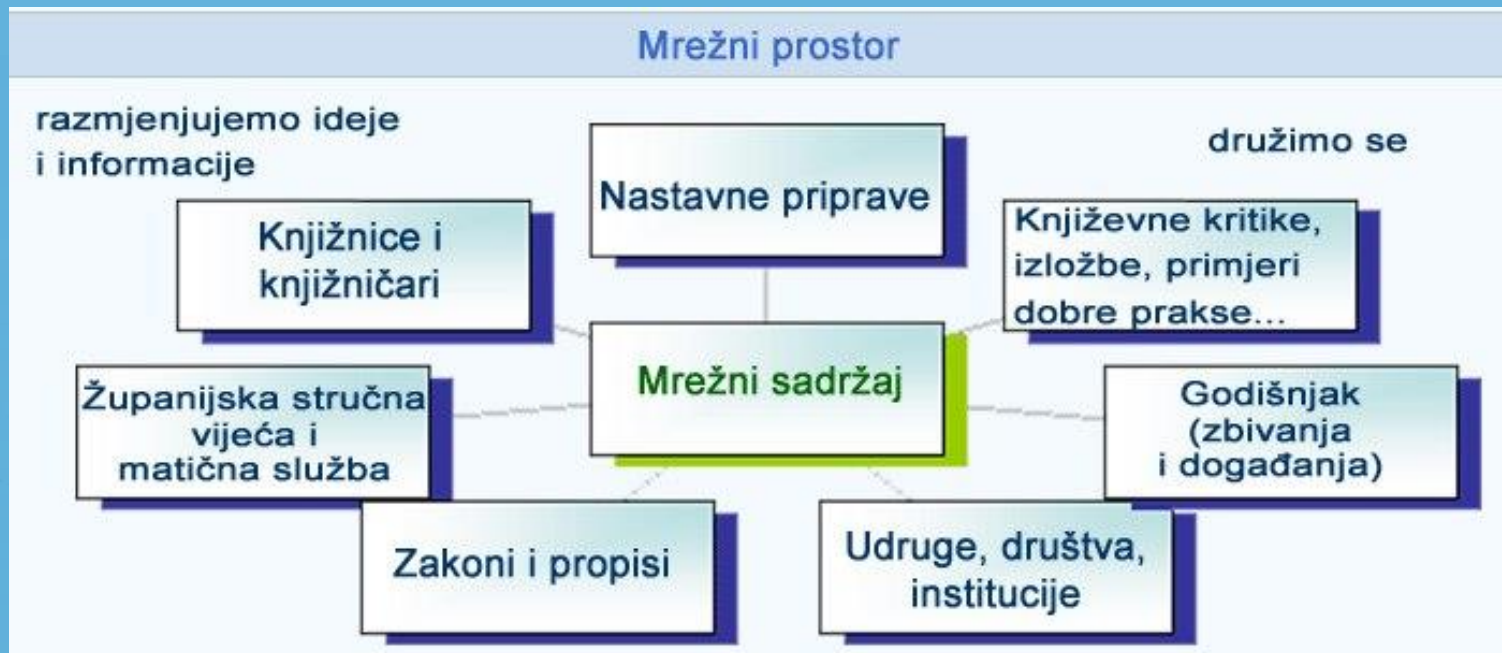 Mrežni prostor
razmjenjujemo ideje
i informacije
družimo se
Nastavne priprave
Knjižnice i
knjižničari
Književne kritike,
izložbe, primjeri
dobre prakse...
Mrežni sadržaj
Županijska stručna
vijeća i
matična služba
Godišnjak
(zbivanja
i događanja)
Zakoni i propisi
Udruge, društva,
institucije